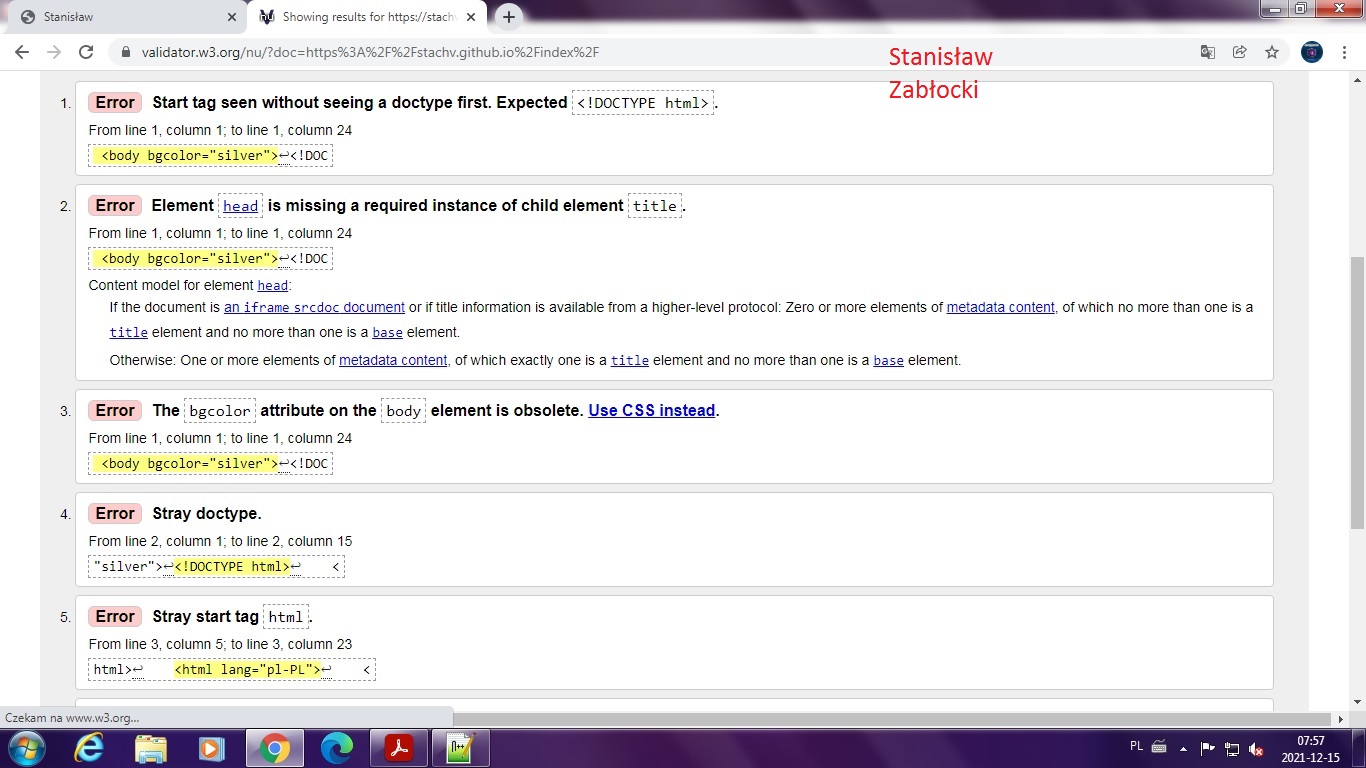 Stanisław
Showing results for https://stachv
validator.w3.org/nu/?doc=https%3A%2F%2Fstachv.github.io%2Findex%2F
Stanisław
Zabłocki
1. Error Start tag seen without seeing a doctype first. Expected <!DOCTYPE html>.
From line 1, column 1; to line 1, column 24
<body bgcolor="silver">↩<!DOC
2. Error Element head is missing a required instance of child element title.
From line 1, column 1; to line 1, column 24
<body bgcolor="silver">↩<!DOC
Content model for element head:
If the document is an iframe srcdoc document or if title information is available from a higher-level protocol: Zero or more elements of metadata content, of which no more than one is a
title element and no more than one is a base element.
Otherwise: One or more elements of metadata content, of which exactly one is a title element and no more than one is a base element.
3. Error The bgcolor attribute on the body element is obsolete. Use CSS instead.
From line 1, column 1; to line 1, column 24
<body bgcolor="silver">↩<!DOC
4. Error Stray doctype.
From line 2, column 1; to line 2, column 15
"silver">↩<!DOCTYPE html>↩ <
5. Error Stray start tag html.
From line 3, column 5; to line 3, column 23
html>↩ <html lang="pl-PL">↩ <
Czekam na www.w3.org...
PL
07:57
2021-12-15